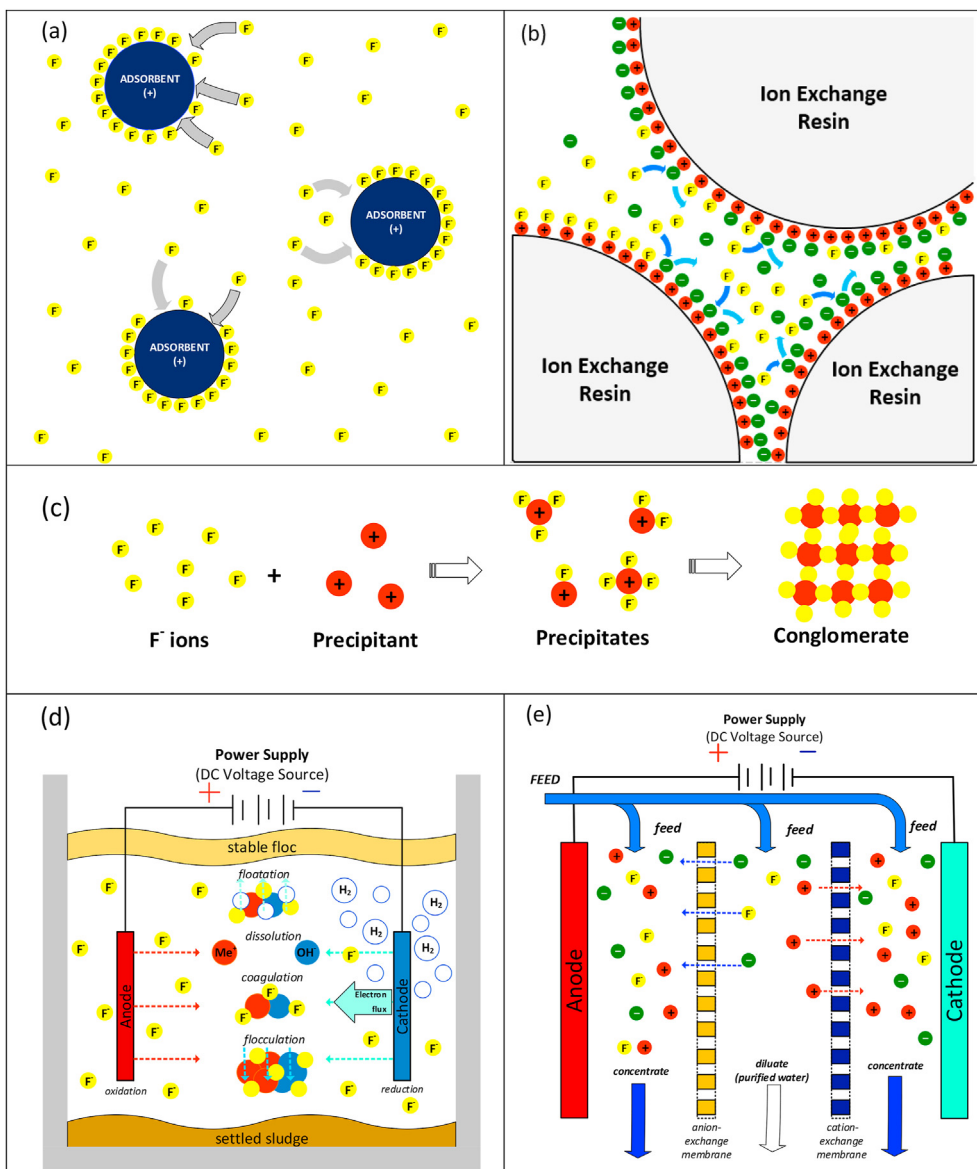 (a)
F⁻
ADSORBENT
(+)
ADSORBENT
(+)
ADSORBENT
(+)
(b)
Ion Exchange
Resin
Ion Exchange
Resin
Ion Exchange
Resin
(c)
F⁻
+
+
F⁻ ions
Precipitant
Precipitates
Conglomerate
(d)
Power Supply
(DC Voltage Source)
+ −
stable floc
floatation
H₂
H₂
H₂
H₂
dissolution
Me⁺
OH⁻
F⁻
coagulation
Electron
flux
flocculation
Anode
Cathode
oxidation
reduction
settled sludge
(e)
Power Supply
(DC Voltage Source)
+ −
FEED
feed
feed
feed
Anode
Cathode
concentrate
diluate
(purified water)
concentrate
anion-
exchange
membrane
cation-
exchange
membrane